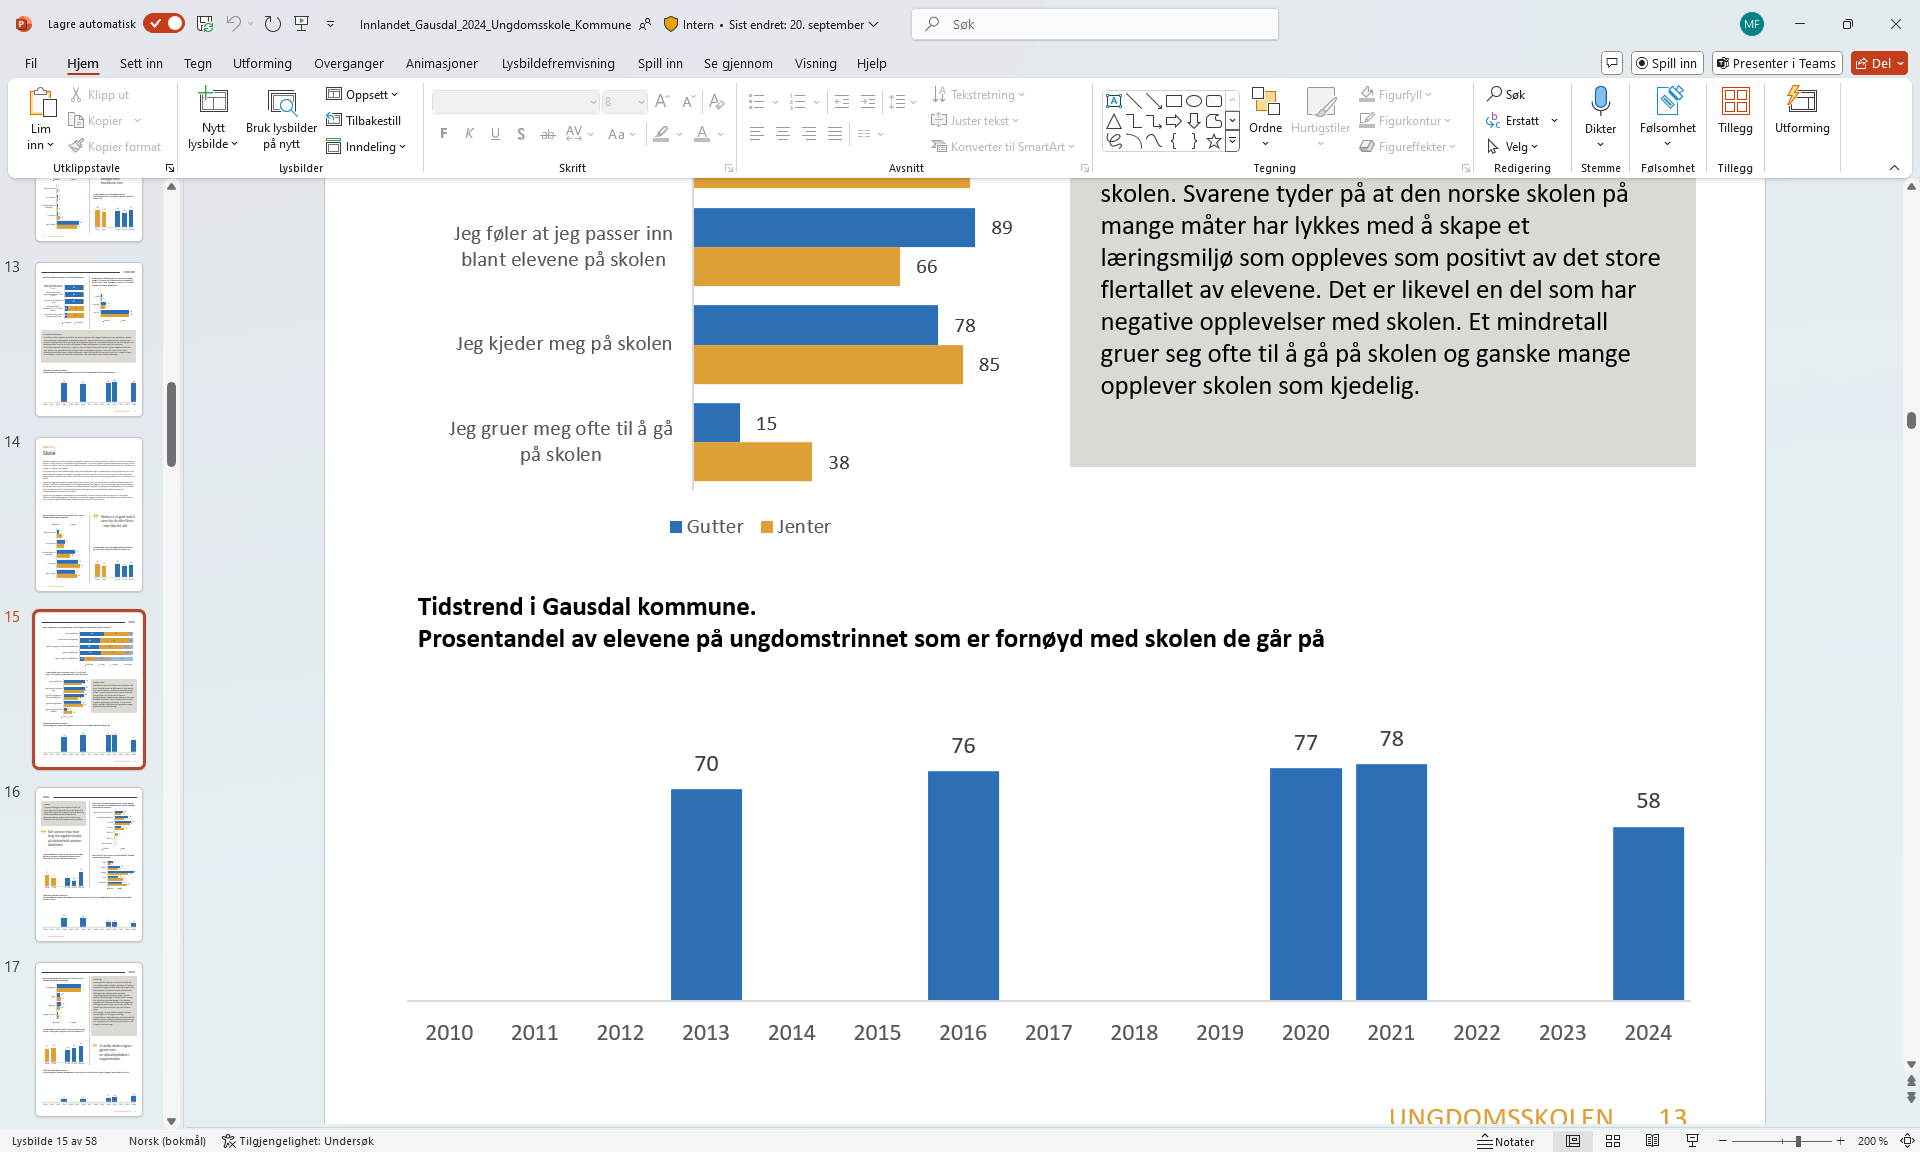 Lagre automatisk
Innlandet_Gausdal_2024_Ungdomsskole_Kommune
Intern • Sist endret: 20. september
Søk
MF
Fil Hjem Sett inn Tegn Utforming Overganger Animasjoner Lysbildefremvisning Spill inn Se gjennom Visning Hjelp
Spill inn
Presenter i Teams
Del
Lim inn
Klipp ut
Kopier
Kopier format
Utklippstavle
Nytt lysbilde
Bruk lysbilder på nytt
Oppsett
Tilbakestill
Inndeling
Lysbilder
8
F K U S ab AV Aa A
Skrift
Tekstretning
Juster tekst
Konverter til SmartArt
Avsnitt
Ordne
Hurtigstiler
Figurfyll
Figurkontur
Figureffekter
Tegning
Søk
Erstatt
Velg
Redigering
Dikter
Stemme
Følsomhet
Følsomhet
Tillegg
Tillegg
Utforming
13
14
Skole
15
16
17
Jeg føler at jeg passer inn
blant elevene på skolen
89
66
Jeg kjeder meg på skolen
78
85
Jeg gruer meg ofte til å gå
på skolen
15
38
Gutter Jenter
skolen. Svarene tyder på at den norske skolen på
mange måter har lykkes med å skape et
læringsmiljø som oppleves som positivt av det store
flertallet av elevene. Det er likevel en del som har
negative opplevelser med skolen. Et mindretall
gruer seg ofte til å gå på skolen og ganske mange
opplever skolen som kjedelig.
Tidstrend i Gausdal kommune.
Prosentandel av elevene på ungdomstrinnet som er fornøyd med skolen de går på
70 76 77 78 58
2010 2011 2012 2013 2014 2015 2016 2017 2018 2019 2020 2021 2022 2023 2024
UNGDOMSSKOLEN 13
Lysbilde 15 av 58
Norsk (bokmål)
Tilgjengelighet: Undersøk
Notater
200 %